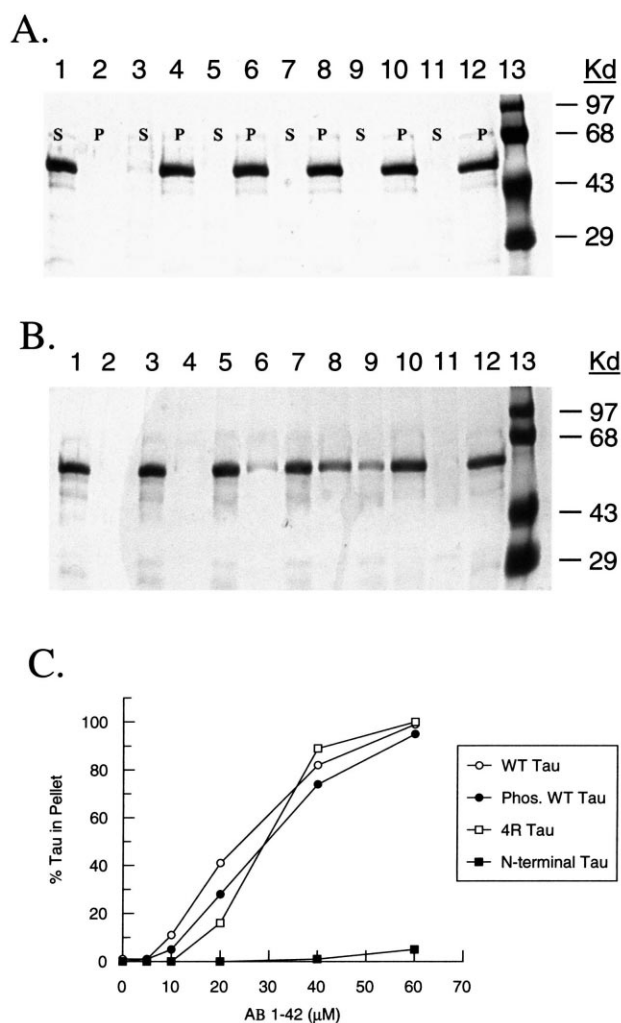 A.
1 2 3 4 5 6 7 8 9 10 11 12 13 Kd
S P S P S P S P S P S P
97
68
43
29
B.
1 2 3 4 5 6 7 8 9 10 11 12 13 Kd
97
68
43
29
C.
100
80
60
40
20
0
% Tau in Pellet
0 10 20 30 40 50 60 70
AB 1-42 (μM)
WT Tau
Phos. WT Tau
4R Tau
N-terminal Tau